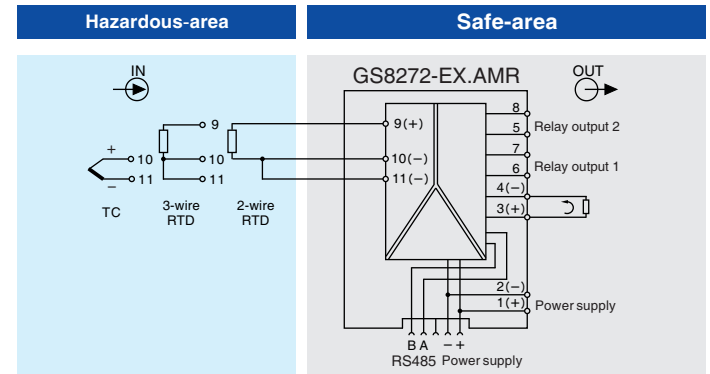 Hazardous-area
Safe-area
IN
GS8272-EX.AMR
OUT
9
9(+)
8
5
Relay output 2
+
10
10
10(−)
7
−
11
11
11(−)
6
Relay output 1
4(−)
3(+)
TC
3-wire
RTD
2-wire
RTD
2(−)
1(+)
Power supply
B A − +
RS485 Power supply